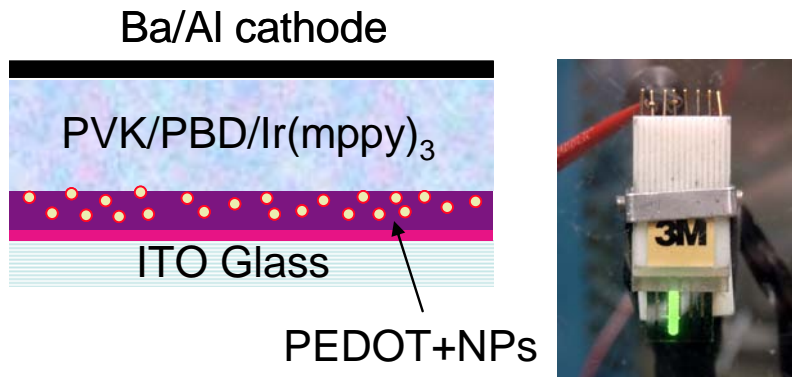 Ba/Al cathode
PVK/PBD/Ir(mppy)₃
ITO Glass
PEDOT+NPs
3M